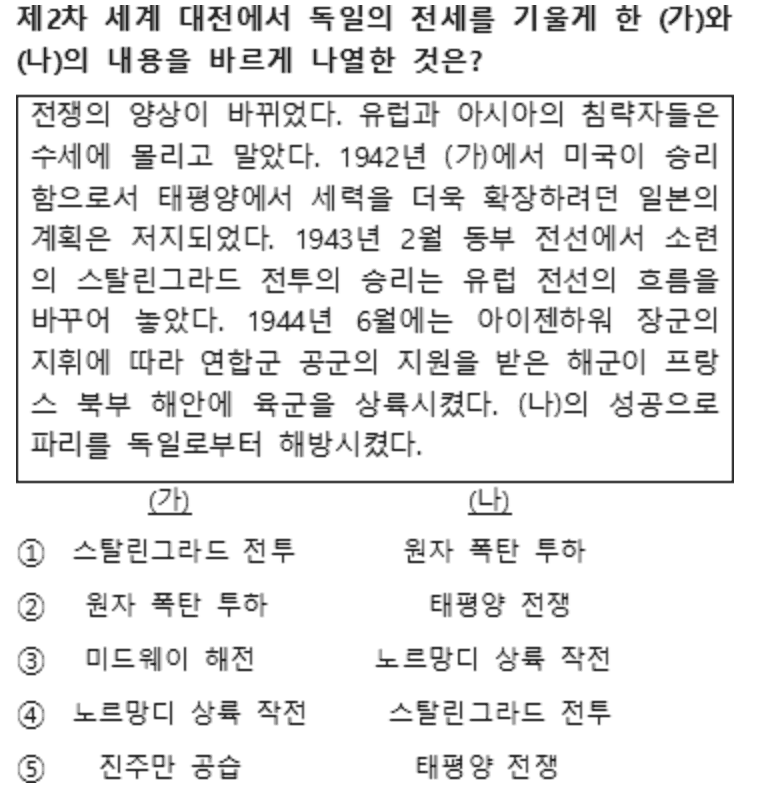 제2차 세계 대전에서 독일의 전세를 기울게 한 (가)와
(나)의 내용을 바르게 나열한 것은?
전쟁의 양상이 바뀌었다. 유럽과 아시아의 침략자들은
수세에 몰리고 말았다. 1942년 (가)에서 미국이 승리
함으로서 태평양에서 세력을 더욱 확장하려던 일본의
계획은 저지되었다. 1943년 2월 동부 전선에서 소련
의 스탈린그라드 전투의 승리는 유럽 전선의 흐름을
바꾸어 놓았다. 1944년 6월에는 아이젠하워 장군의
지휘에 따라 연합군 공군의 지원을 받은 해군이 프랑
스 북부 해안에 육군을 상륙시켰다. (나)의 성공으로
파리를 독일로부터 해방시켰다.
(가) (나)
① 스탈린그라드 전투 원자 폭탄 투하
② 원자 폭탄 투하 태평양 전쟁
③ 미드웨이 해전 노르망디 상륙 작전
④ 노르망디 상륙 작전 스탈린그라드 전투
⑤ 진주만 공습 태평양 전쟁